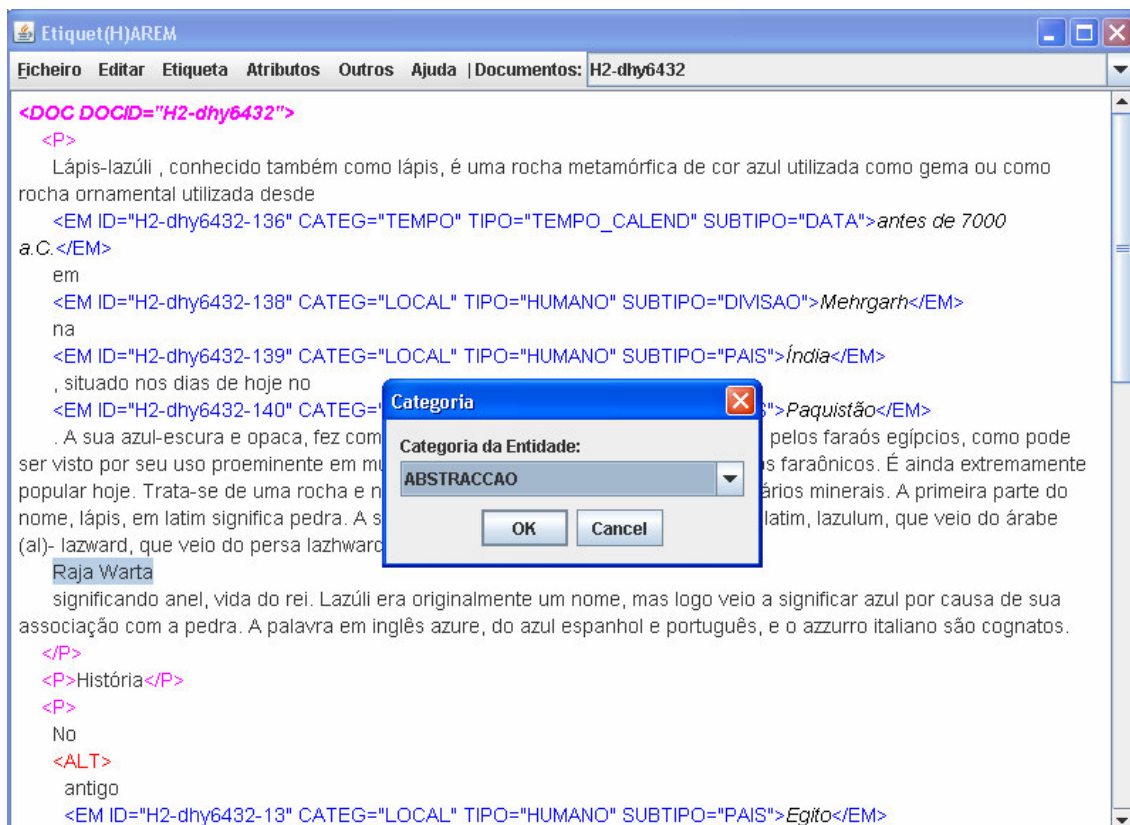 Etiquet(H)AREM
Ficheiro Editar Etiqueta Atributos Outros Ajuda |Documentos: H2-dhy6432
<DOC DOCID="H2-dhy6432">
<P>
Lápis-lazúli , conhecido também como lápis, é uma rocha metamórfica de cor azul utilizada como gema ou como
rocha ornamental utilizada desde
<EM ID="H2-dhy6432-136" CATEG="TEMPO" TIPO="TEMPO_CALEND" SUBTIPO="DATA">antes de 7000
a.C.</EM>
em
<EM ID="H2-dhy6432-138" CATEG="LOCAL" TIPO="HUMANO" SUBTIPO="DIVISAO">Mehrgarh</EM>
na
<EM ID="H2-dhy6432-139" CATEG="LOCAL" TIPO="HUMANO" SUBTIPO="PAIS">Índia</EM>
, situado nos dias de hoje no
<EM ID="H2-dhy6432-140" CATEG= S">Paquistão</EM>
. A sua azul-escura e opaca, fez com pelos faraós egípcios, como pode
ser visto por seu uso proeminente em mu s faraônicos. É ainda extremamente
popular hoje. Trata-se de uma rocha e n ários minerais. A primeira parte do
nome, lápis, em latim significa pedra. A s latim, lazulum, que veio do árabe
(al)- lazward, que veio do persa lazhward
Categoria
Categoria da Entidade:
ABSTRACCAO
OK Cancel
Raja Warta
significando anel, vida do rei. Lazúli era originalmente um nome, mas logo veio a significar azul por causa de sua
associação com a pedra. A palavra em inglês azure, do azul espanhol e português, e o azzurro italiano são cognatos.
</P>
<P>História</P>
<P>
No
<ALT>
antigo
<EM ID="H2-dhy6432-13" CATEG="LOCAL" TIPO="HUMANO" SUBTIPO="PAIS">Egito</EM>